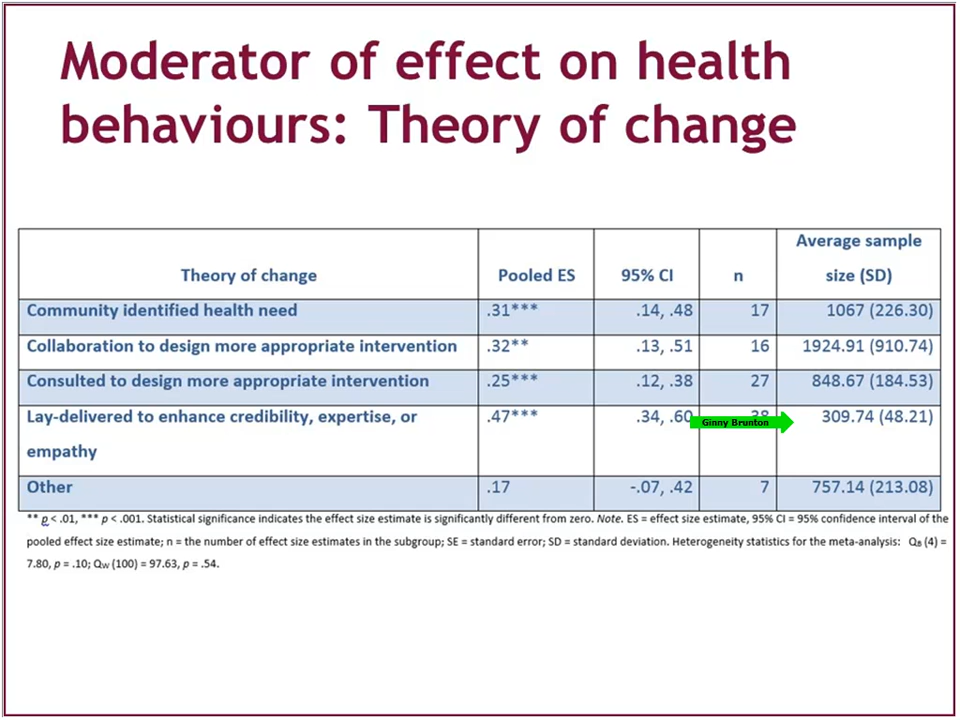 Moderator of effect on health
behaviours: Theory of change
Theory of change Pooled ES 95% CI n Average sample size (SD)
Community identified health need .31*** .14, .48 17 1067 (226.30)
Collaboration to design more appropriate intervention .32** .13, .51 16 1924.91 (910.74)
Consulted to design more appropriate intervention .25*** .12, .38 27 848.67 (184.53)
Lay-delivered to enhance credibility, expertise, or .47*** .34, .60 38 309.74 (48.21)
Ginny Brunton
empathy
Other .17 -.07, .42 7 757.14 (213.08)
** p < .01, *** p < .001. Statistical significance indicates the effect size estimate is significantly different from zero. Note. ES = effect size estimate, 95% CI = 95% confidence interval of the
pooled effect size estimate; n = the number of effect size estimates in the subgroup; SE = standard error; SD = standard deviation. Heterogeneity statistics for the meta-analysis: QB (4) =
7.80, p = .10; QW (100) = 97.63, p = .54.